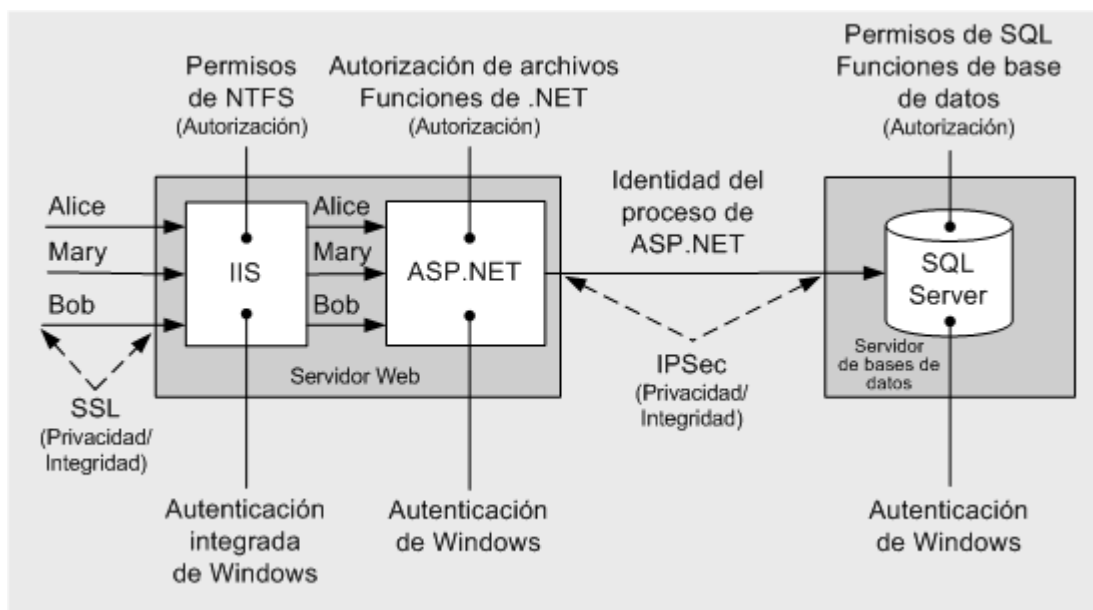 Permisos
de NTFS
(Autorización)
Autorización de archivos
Funciones de .NET
(Autorización)
Permisos de SQL
Funciones de base
de datos
(Autorización)
Alice
Mary
Bob
IIS
Alice
Mary
Bob
ASP.NET
Servidor Web
Identidad del
proceso de
ASP.NET
SQL
Server
Servidor
de bases de
datos
SSL
(Privacidad/
Integridad)
IPSec
(Privacidad/
Integridad)
Autenticación
integrada
de Windows
Autenticación
de Windows
Autenticación
de Windows